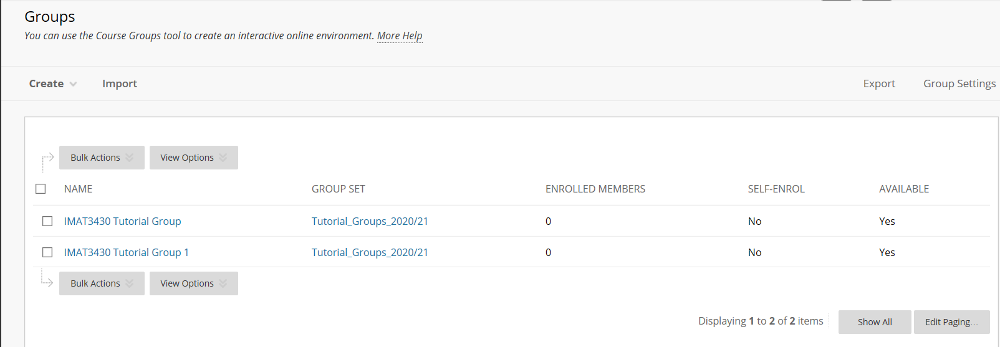 Groups
You can use the Course Groups tool to create an interactive online environment. More Help
Create Import Export Group Settings
Bulk Actions View Options
NAME GROUP SET ENROLLED MEMBERS SELF-ENROL AVAILABLE
IMAT3430 Tutorial Group Tutorial_Groups_2020/21 0 No Yes
IMAT3430 Tutorial Group 1 Tutorial_Groups_2020/21 0 No Yes
Bulk Actions View Options
Displaying 1 to 2 of 2 items Show All Edit Paging...